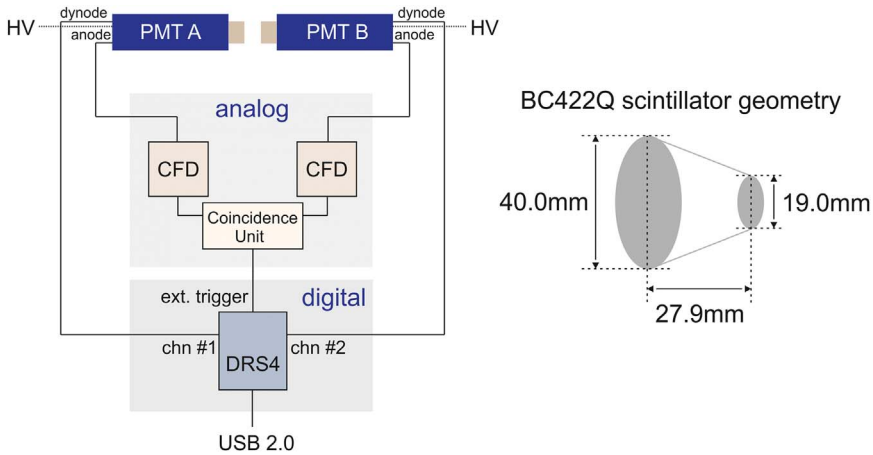 dynode
HV
anode
PMT A
PMT B
dynode
anode
HV
analog
CFD
CFD
Coincidence
Unit
ext. trigger
digital
chn #1
DRS4
chn #2
USB 2.0
BC422Q scintillator geometry
40.0mm
19.0mm
27.9mm